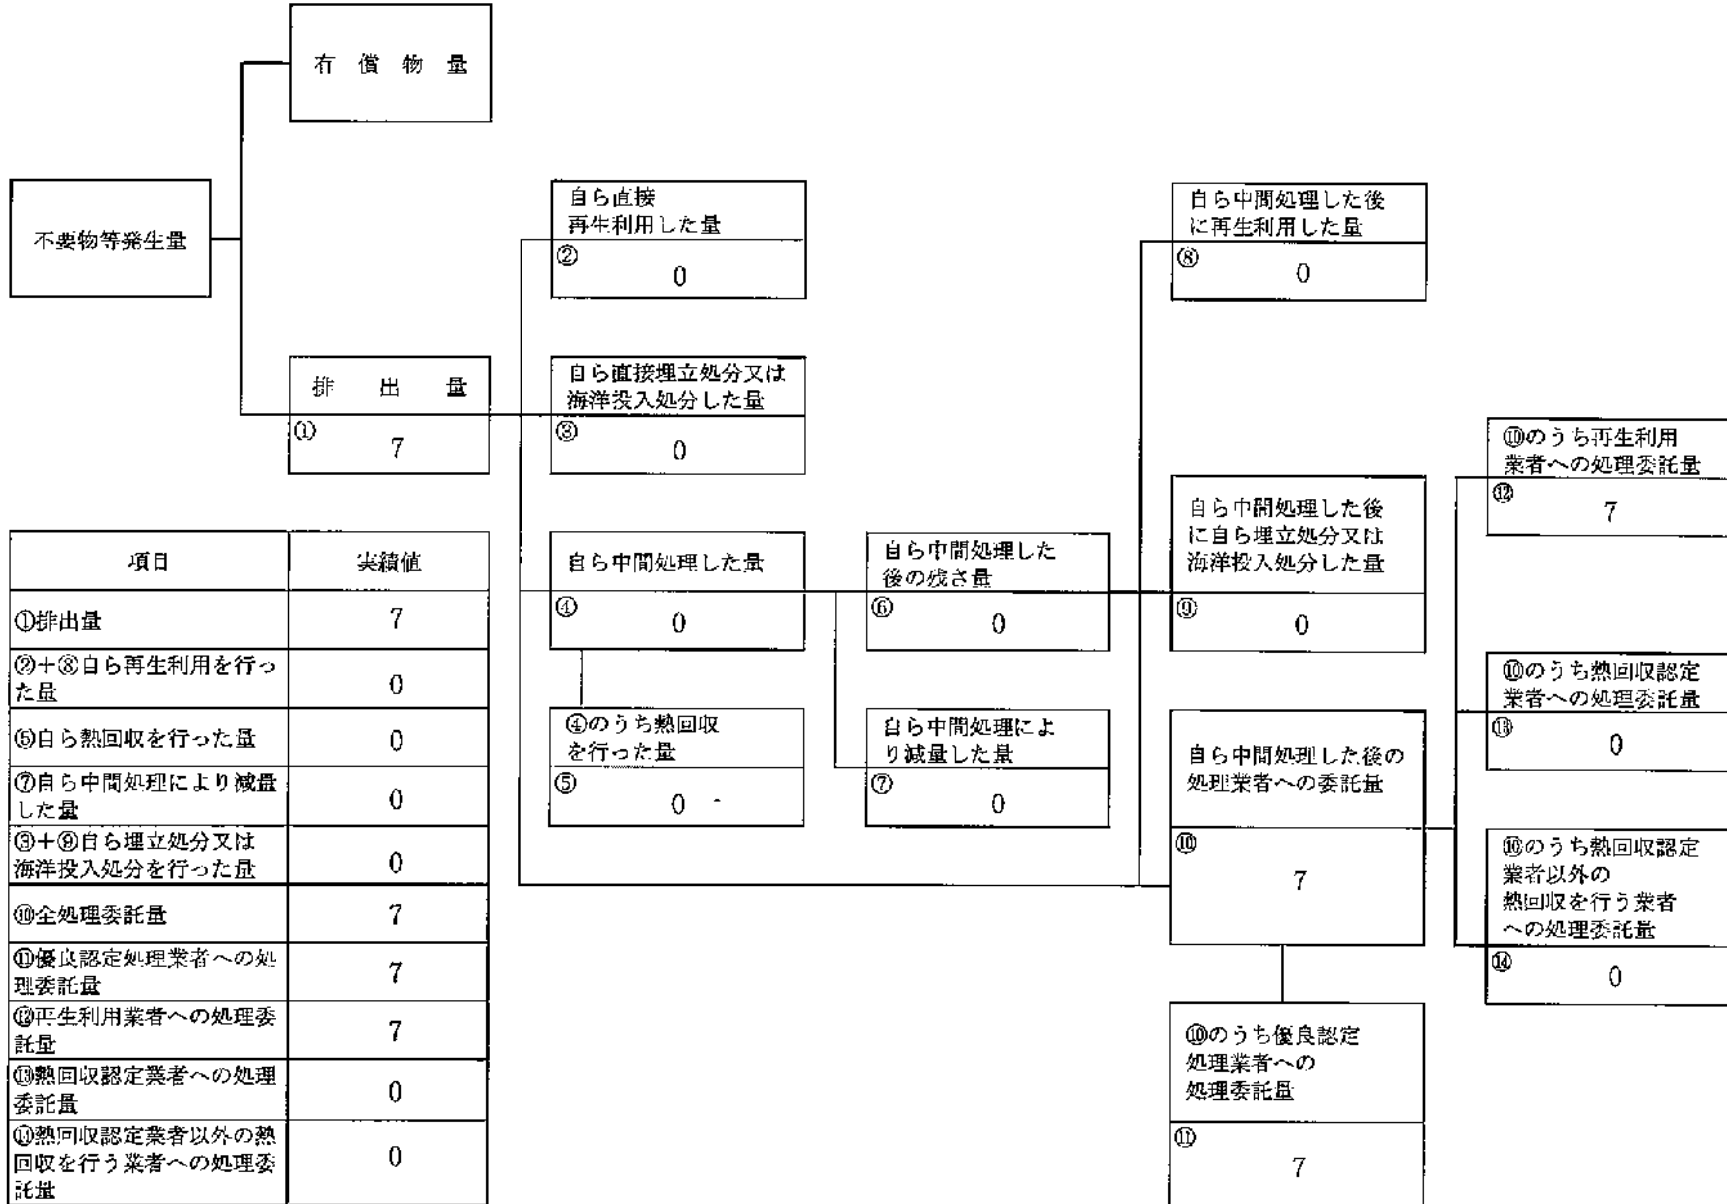 有償物量
不要物等発生量
自ら直接
再生利用した量
②
0
自ら中間処理した後
に再生利用した量
⑧
0
排出量
①
7
自ら直接埋立処分又は
海洋投入処分した量
③
0
⑩のうち再生利用
業者への処理委託量
⑫
7
自ら中間処理した量
④
0
自ら中間処理した
後の残さ量
⑥
0
自ら中間処理した後
に自ら埋立処分又は
海洋投入処分した量
⑨
0
④のうち熱回収
を行った量
⑤
0
自ら中間処理によ
り減量した量
⑦
0
自ら中間処理した後の
処理業者への委託量
⑩
7
⑩のうち熱回収認定
業者への処理委託量
⑬
0
⑩のうち熱回収認定
業者以外の
熱回収を行う業者
への処理委託量
⑭
0
⑩のうち優良認定
処理業者への
処理委託量
⑪
7
項目 実績値
①排出量 7
②+⑧自ら再生利用を行っ
た量
0
⑤自ら熱回収を行った量 0
⑦自ら中間処理により減量
した量
0
③+⑨自ら埋立処分又は
海洋投入処分を行った量
0
⑩全処理委託量 7
⑪優良認定処理業者への処
理委託量
7
⑫再生利用業者への処理委
託量
7
⑬熱回収認定業者への処理
委託量
0
⑭熱回収認定業者以外の熱
回収を行う業者への処理委
託量
0